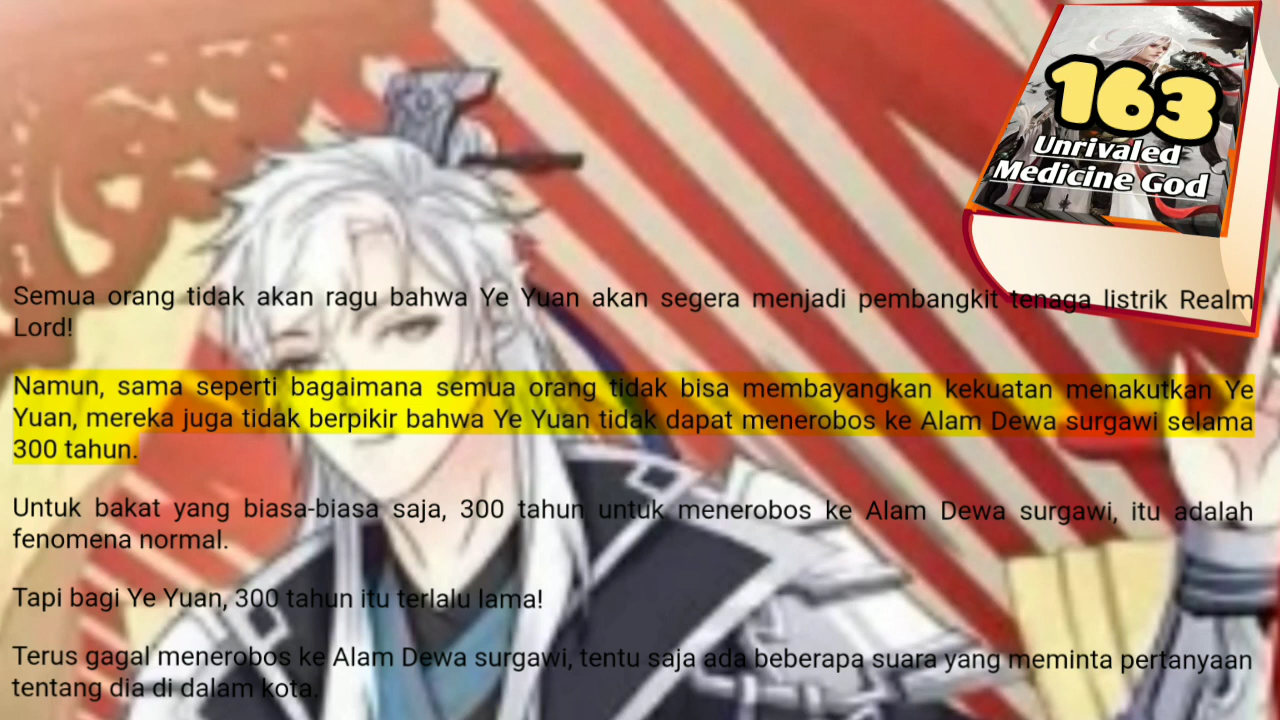 163
Unrivaled
Medicine God
Semua orang tidak akan ragu bahwa Ye Yuan akan segera menjadi pembangkit tenaga listrik Realm
Lord!
Namun, sama seperti bagaimana semua orang tidak bisa membayangkan kekuatan menakutkan Ye
Yuan, mereka juga tidak berpikir bahwa Ye Yuan tidak dapat menerobos ke Alam Dewa surgawi selama
300 tahun.
Untuk bakat yang biasa-biasa saja, 300 tahun untuk menerobos ke Alam Dewa surgawi, itu adalah
fenomena normal.
Tapi bagi Ye Yuan, 300 tahun itu terlalu lama!
Terus gagal menerobos ke Alam Dewa surgawi, tentu saja ada beberapa suara yang meminta pertanyaan
tentang dia di dalam kota.